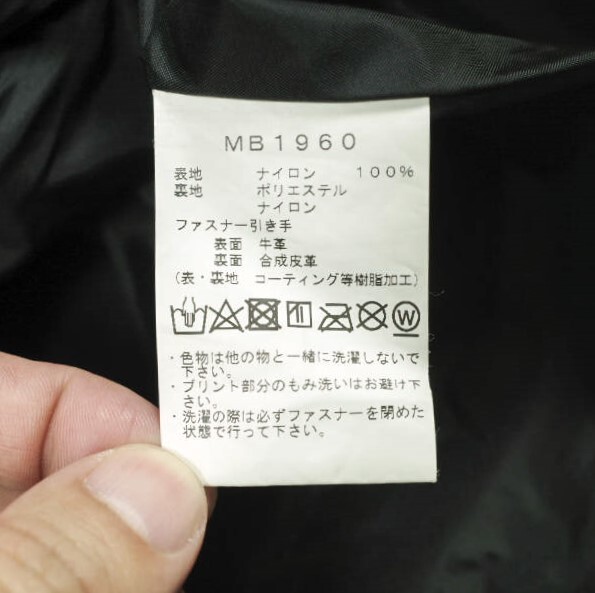 MB1960
表地 ナイロン 100%
裏地 ポリエステル
ナイロン
ファスナー引き手
表面 牛革
裏面 合成皮革
(表・裏地 コーティング等樹脂加工)
W
・色物は他の物と一緒に洗濯しないで
下さい。
・プリント部分のもみ洗いはお避け下
さい。
・洗濯の際は必ずファスナーを閉めた
状態で行って下さい。